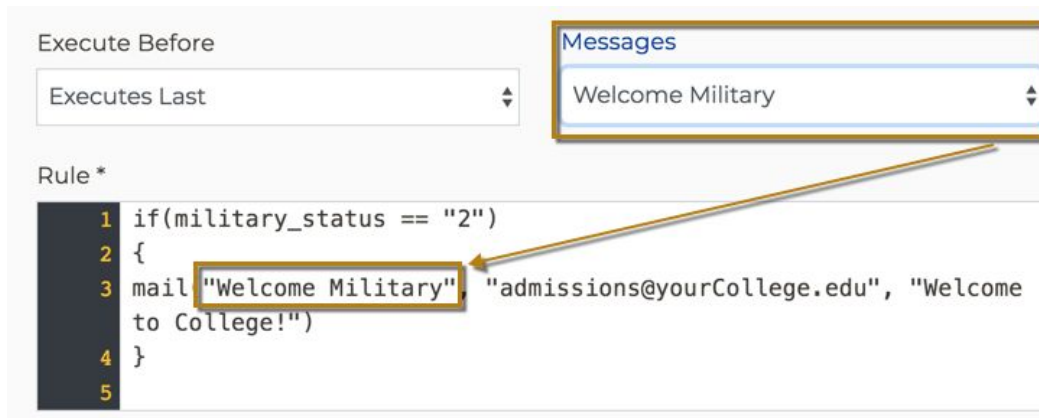 Execute Before
Messages
Executes Last
Welcome Military
Rule *
1 if(military_status == "2")
2 {
3 mail("Welcome Military", "admissions@yourCollege.edu", "Welcome
to College!")
4 }
5